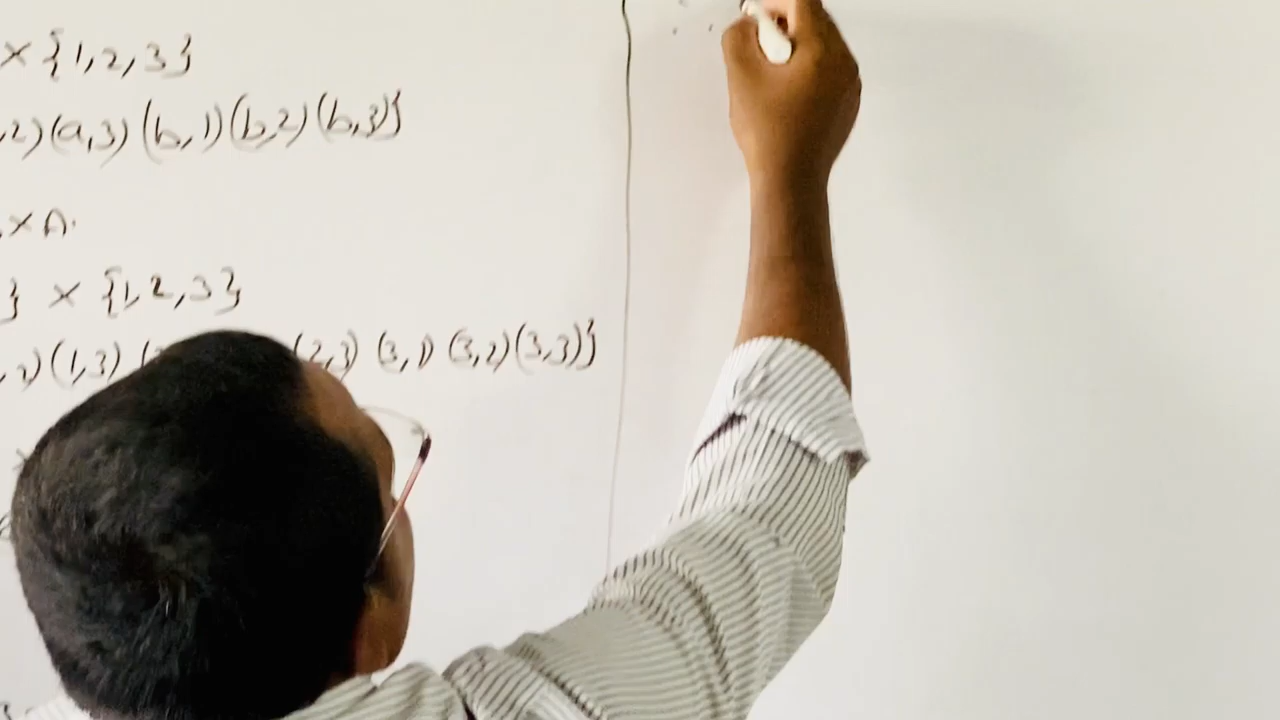 × {1,2,3}
,2)(a,3)(b,1)(b,2)(b,3)}
× A.
} × {1,2,3}
,2)(1,3) (2,3) (3,1) (3,2)(3,3)}